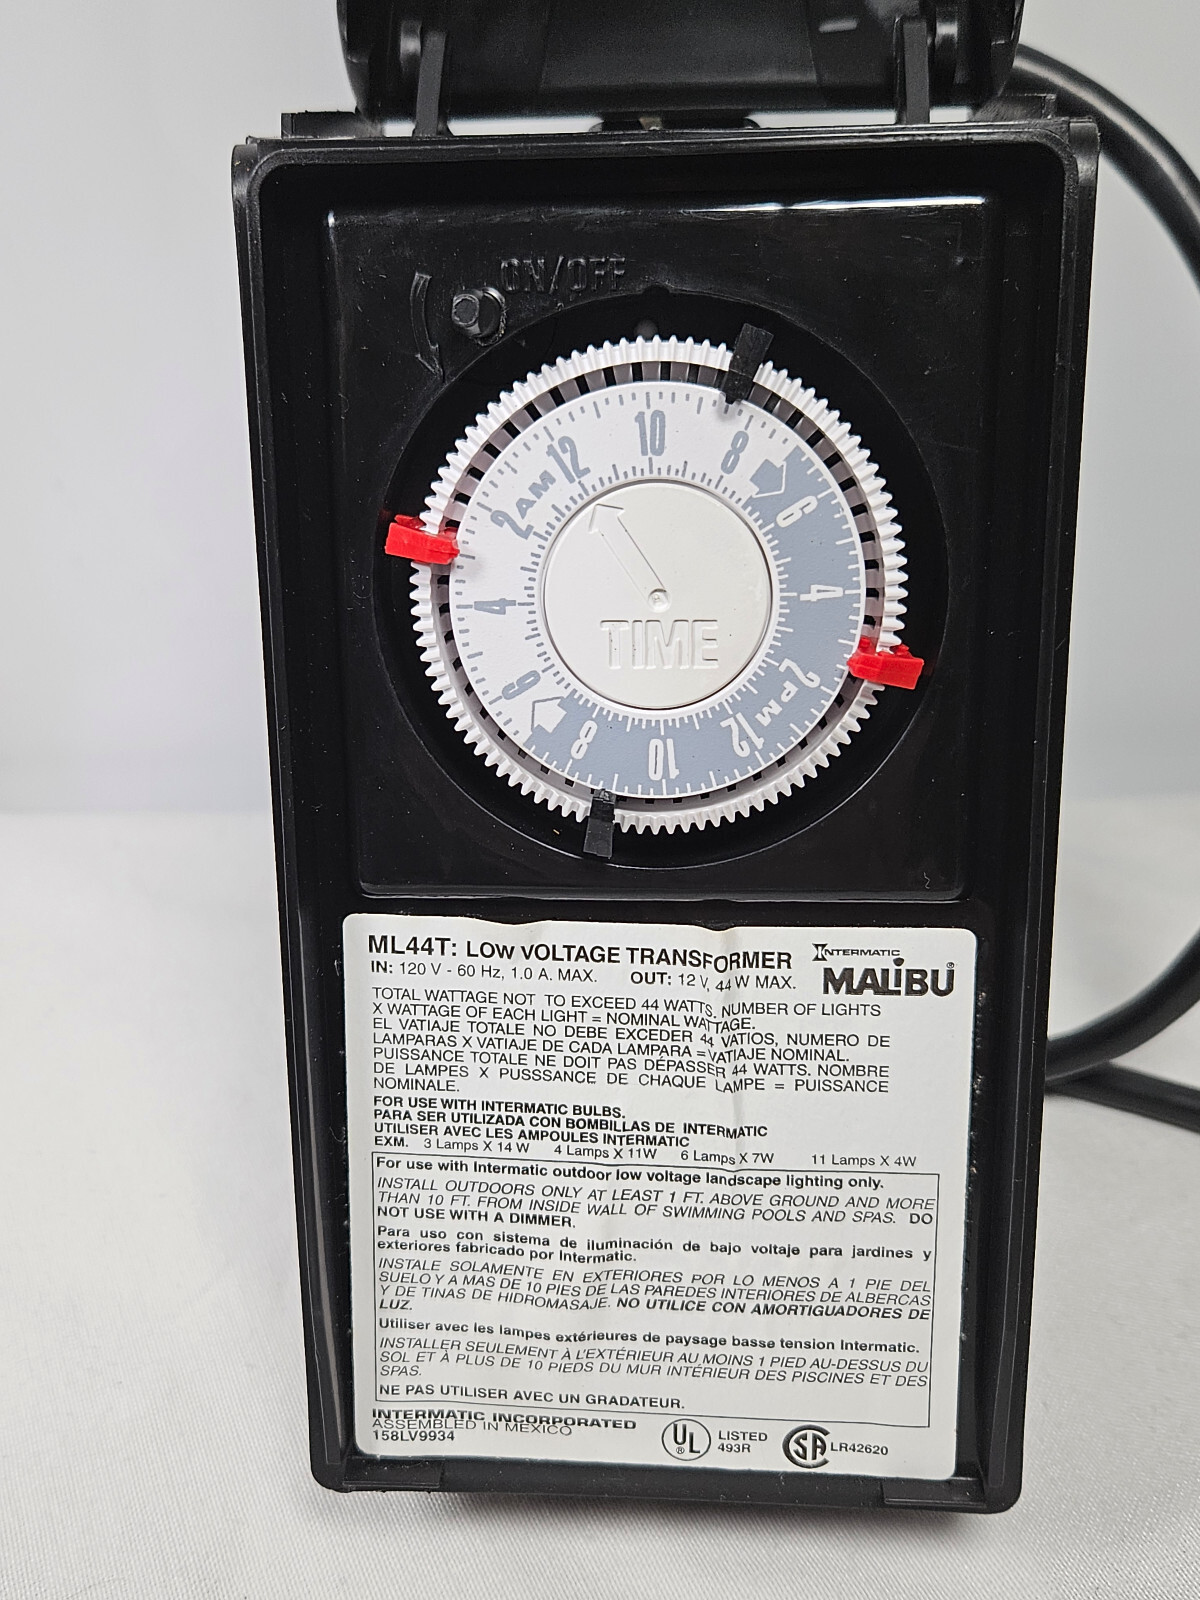 ON/OFF
10
8
6
4
2 PM
12
10
8
6
4
2 AM
12
TIME
ML44T: LOW VOLTAGE TRANSFORMER
IN: 120 V - 60 Hz, 1.0 A. MAX. OUT: 12 V, 44 W MAX.
INTERMATIC
MALIBU®
TOTAL WATTAGE NOT TO EXCEED 44 WATTS. NUMBER OF LIGHTS
X WATTAGE OF EACH LIGHT = NOMINAL WATTAGE.
EL VATIAJE TOTALE NO DEBE EXCEDER 44 VATIOS, NUMERO DE
LAMPARAS X VATIAJE DE CADA LAMPARA = VATIAJE NOMINAL.
PUISSANCE TOTALE NE DOIT PAS DÉPASSER 44 WATTS. NOMBRE
DE LAMPES X PUSSSANCE DE CHAQUE LAMPE = PUISSANCE
NOMINALE.
FOR USE WITH INTERMATIC BULBS.
PARA SER UTILIZADA CON BOMBILLAS DE INTERMATIC
UTILISER AVEC LES AMPOULES INTERMATIC
EXM. 3 Lamps X 14 W 4 Lamps X 11W 6 Lamps X 7W 11 Lamps X 4W
For use with Intermatic outdoor low voltage landscape lighting only.
INSTALL OUTDOORS ONLY AT LEAST 1 FT. ABOVE GROUND AND MORE
THAN 10 FT. FROM INSIDE WALL OF SWIMMING POOLS AND SPAS. DO
NOT USE WITH A DIMMER.
Para uso con sistema de iluminación de bajo voltaje para jardines y
exteriores fabricado por Intermatic.
INSTALE SOLAMENTE EN EXTERIORES POR LO MENOS A 1 PIE DEL
SUELO Y A MAS DE 10 PIES DE LAS PAREDES INTERIORES DE ALBERCAS
Y DE TINAS DE HIDROMASAJE. NO UTILICE CON AMORTIGUADORES DE
LUZ.
Utiliser avec les lampes extérieures de paysage basse tension Intermatic.
INSTALLER SEULEMENT À L'EXTÉRIEUR AU MOINS 1 PIED AU-DESSUS DU
SOL ET À PLUS DE 10 PIEDS DU MUR INTÉRIEUR DES PISCINES ET DES
SPAS.
NE PAS UTILISER AVEC UN GRADATEUR.
INTERMATIC INCORPORATED
ASSEMBLED IN MEXICO
158LV9934
UL® LISTED
493R
SA LR42620